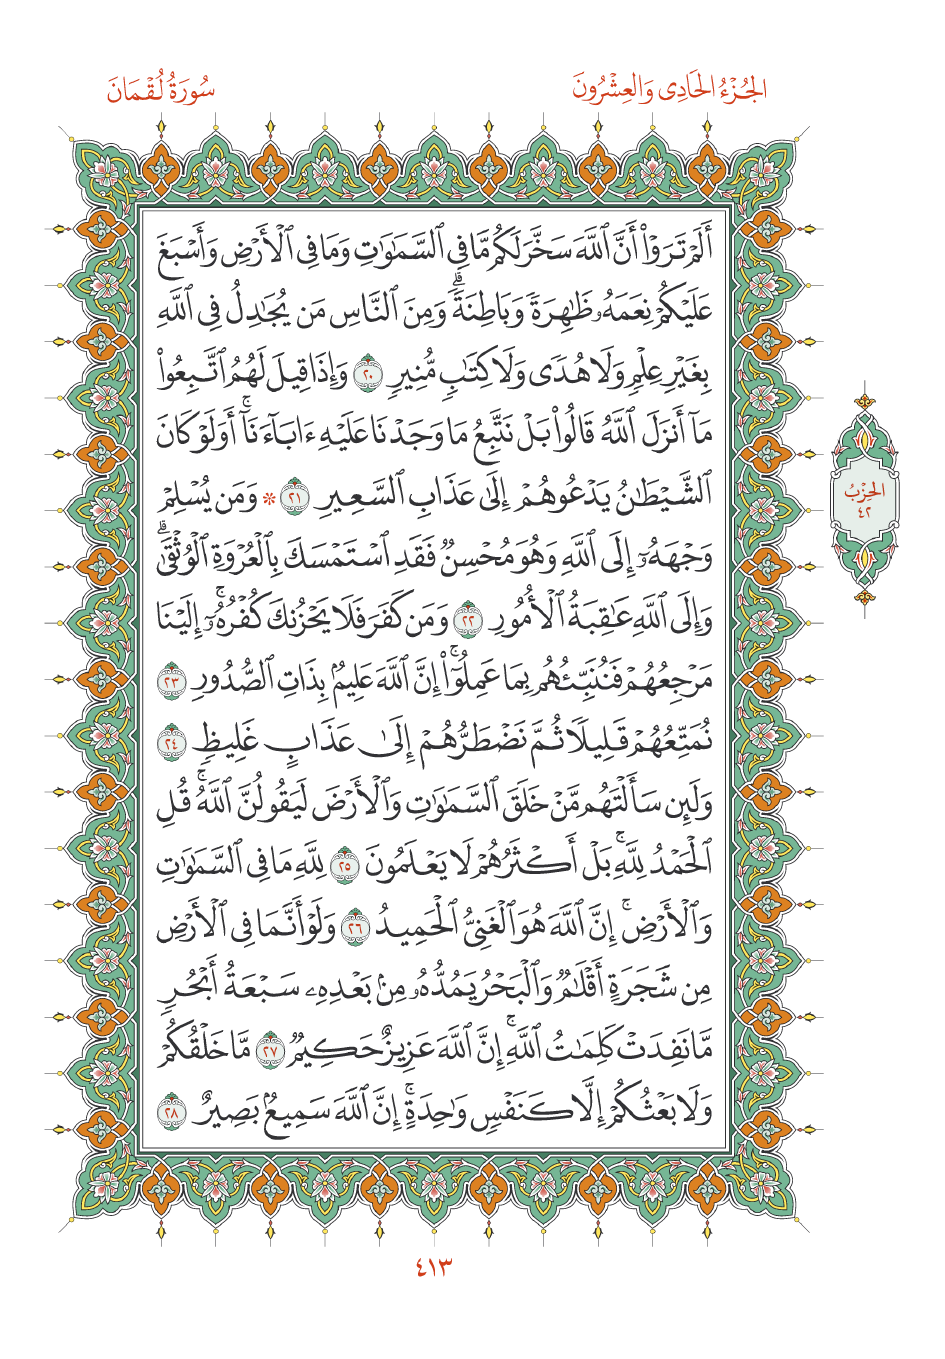 الجُزْءُ الحَادِي وَالعِشْرُونَ
سُورَةُ لُقْمَانَ
أَلَمْ تَرَوْا۟ أَنَّ ٱللَّهَ سَخَّرَ لَكُم مَّا فِى ٱلسَّمَـٰوَٰتِ وَمَا فِى ٱلْأَرْضِ وَأَسْبَغَ
عَلَيْكُمْ نِعَمَهُۥ ظَـٰهِرَةً وَبَاطِنَةً ۗ وَمِنَ ٱلنَّاسِ مَن يُجَـٰدِلُ فِى ٱللَّهِ
بِغَيْرِ عِلْمٍ وَلَا هُدًى وَلَا كِتَـٰبٍ مُّنِيرٍ ٢٠ وَإِذَا قِيلَ لَهُمُ ٱتَّبِعُوا۟
مَآ أَنزَلَ ٱللَّهُ قَالُوا۟ بَلْ نَتَّبِعُ مَا وَجَدْنَا عَلَيْهِ ءَابَآءَنَآ ۚ أَوَلَوْ كَانَ
ٱلشَّيْطَـٰنُ يَدْعُوهُمْ إِلَىٰ عَذَابِ ٱلسَّعِيرِ ٢١ * وَمَن يُسْلِمْ
وَجْهَهُۥٓ إِلَى ٱللَّهِ وَهُوَ مُحْسِنٌ فَقَدِ ٱسْتَمْسَكَ بِٱلْعُرْوَةِ ٱلْوُثْقَىٰ ۗ
وَإِلَى ٱللَّهِ عَـٰقِبَةُ ٱلْأُمُورِ ٢٢ وَمَن كَفَرَ فَلَا يَحْزُنكَ كُفْرُهُۥٓ ۚ إِلَيْنَا
مَرْجِعُهُمْ فَنُنَبِّئُهُم بِمَا عَمِلُوٓا۟ ۚ إِنَّ ٱللَّهَ عَلِيمٌۢ بِذَاتِ ٱلصُّدُورِ ٢٣
نُمَتِّعُهُمْ قَلِيلًا ثُمَّ نَضْطَرُّهُمْ إِلَىٰ عَذَابٍ غَلِيظٍ ٢٤
وَلَئِن سَأَلْتَهُم مَّنْ خَلَقَ ٱلسَّمَـٰوَٰتِ وَٱلْأَرْضَ لَيَقُولُنَّ ٱللَّهُ ۚ قُلِ
ٱلْحَمْدُ لِلَّهِ ۚ بَلْ أَكْثَرُهُمْ لَا يَعْلَمُونَ ٢٥ لِلَّهِ مَا فِى ٱلسَّمَـٰوَٰتِ
وَٱلْأَرْضِ ۚ إِنَّ ٱللَّهَ هُوَ ٱلْغَنِىُّ ٱلْحَمِيدُ ٢٦ وَلَوْ أَنَّمَا فِى ٱلْأَرْضِ
مِن شَجَرَةٍ أَقْلَـٰمٌ وَٱلْبَحْرُ يَمُدُّهُۥ مِنۢ بَعْدِهِۦ سَبْعَةُ أَبْحُرٍ
مَّا نَفِدَتْ كَلِمَـٰتُ ٱللَّهِ ۚ إِنَّ ٱللَّهَ عَزِيزٌ حَكِيمٌ ٢٧ مَّا خَلْقُكُمْ
وَلَا بَعْثُكُمْ إِلَّا كَنَفْسٍ وَٰحِدَةٍ ۗ إِنَّ ٱللَّهَ سَمِيعٌۢ بَصِيرٌ ٢٨
الحِزْبُ
٤٢
٤١٣